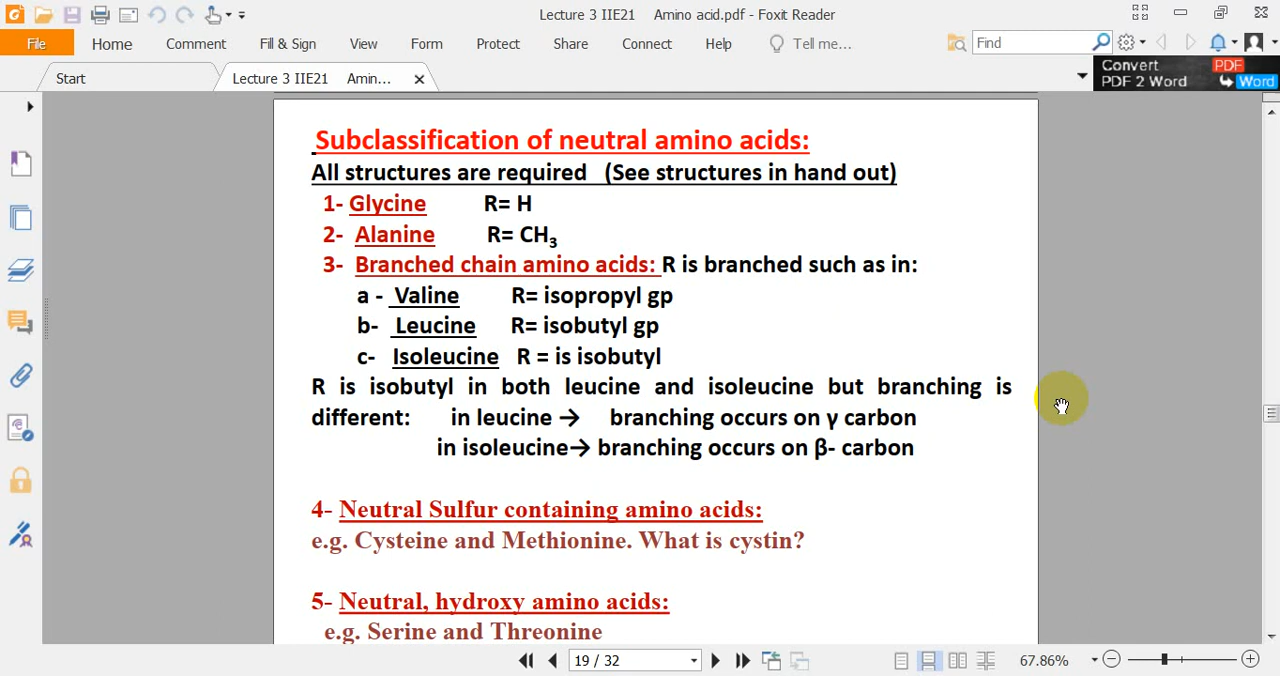 Lecture 3 IIE21 Amino acid.pdf - Foxit Reader
File Home Comment Fill & Sign View Form Protect Share Connect Help Tell me... Find
Start Lecture 3 IIE21 Amin...
Convert PDF
PDF 2 Word Word
Subclassification of neutral amino acids:
All structures are required (See structures in hand out)
1- Glycine R= H
2- Alanine R= CH₃
3- Branched chain amino acids: R is branched such as in:
a - Valine R= isopropyl gp
b- Leucine R= isobutyl gp
c- Isoleucine R = is isobutyl
R is isobutyl in both leucine and isoleucine but branching is
different: in leucine → branching occurs on γ carbon
in isoleucine→ branching occurs on β- carbon
4- Neutral Sulfur containing amino acids:
e.g. Cysteine and Methionine. What is cystin?
5- Neutral, hydroxy amino acids:
e.g. Serine and Threonine
19 / 32 67.86%